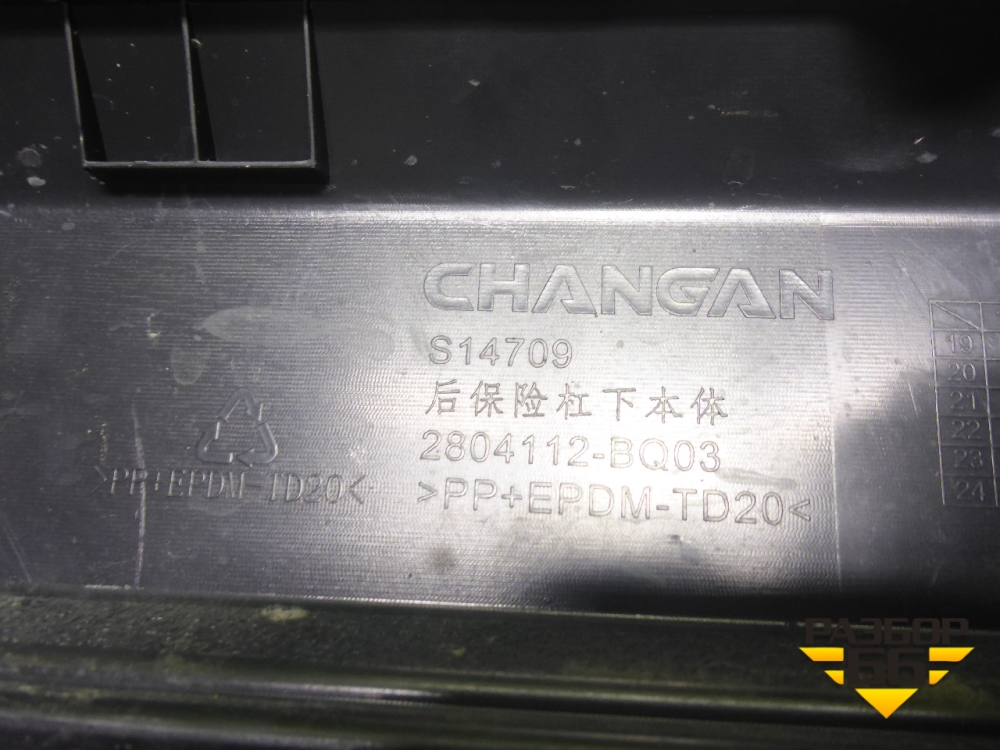 CHANGAN
S14709
后保险杠下本体
2804112-BQ03
>PP+EPDM-TD20<
>PP+EPDM-TD20<
19
20
21
22
23
24
РАЗБОР
66